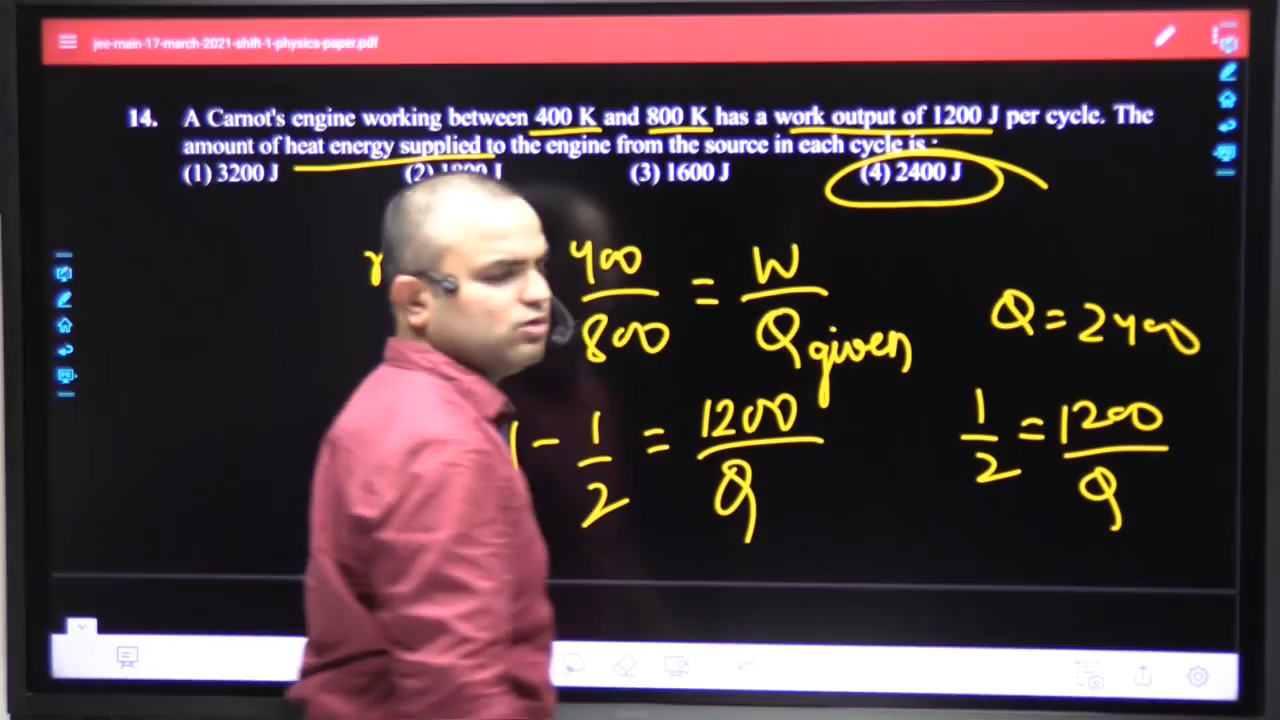 jee-main-17-march-2021-shift-1-physics-paper.pdf
14. A Carnot's engine working between 400 K and 800 K has a work output of 1200 J per cycle. The
amount of heat energy supplied to the engine from the source in each cycle is :
(1) 3200 J (2) 1800 J (3) 1600 J (4) 2400 J
400/800 = W/Q given
Q = 2400
1 - 1/2 = 1200/Q
1/2 = 1200/Q